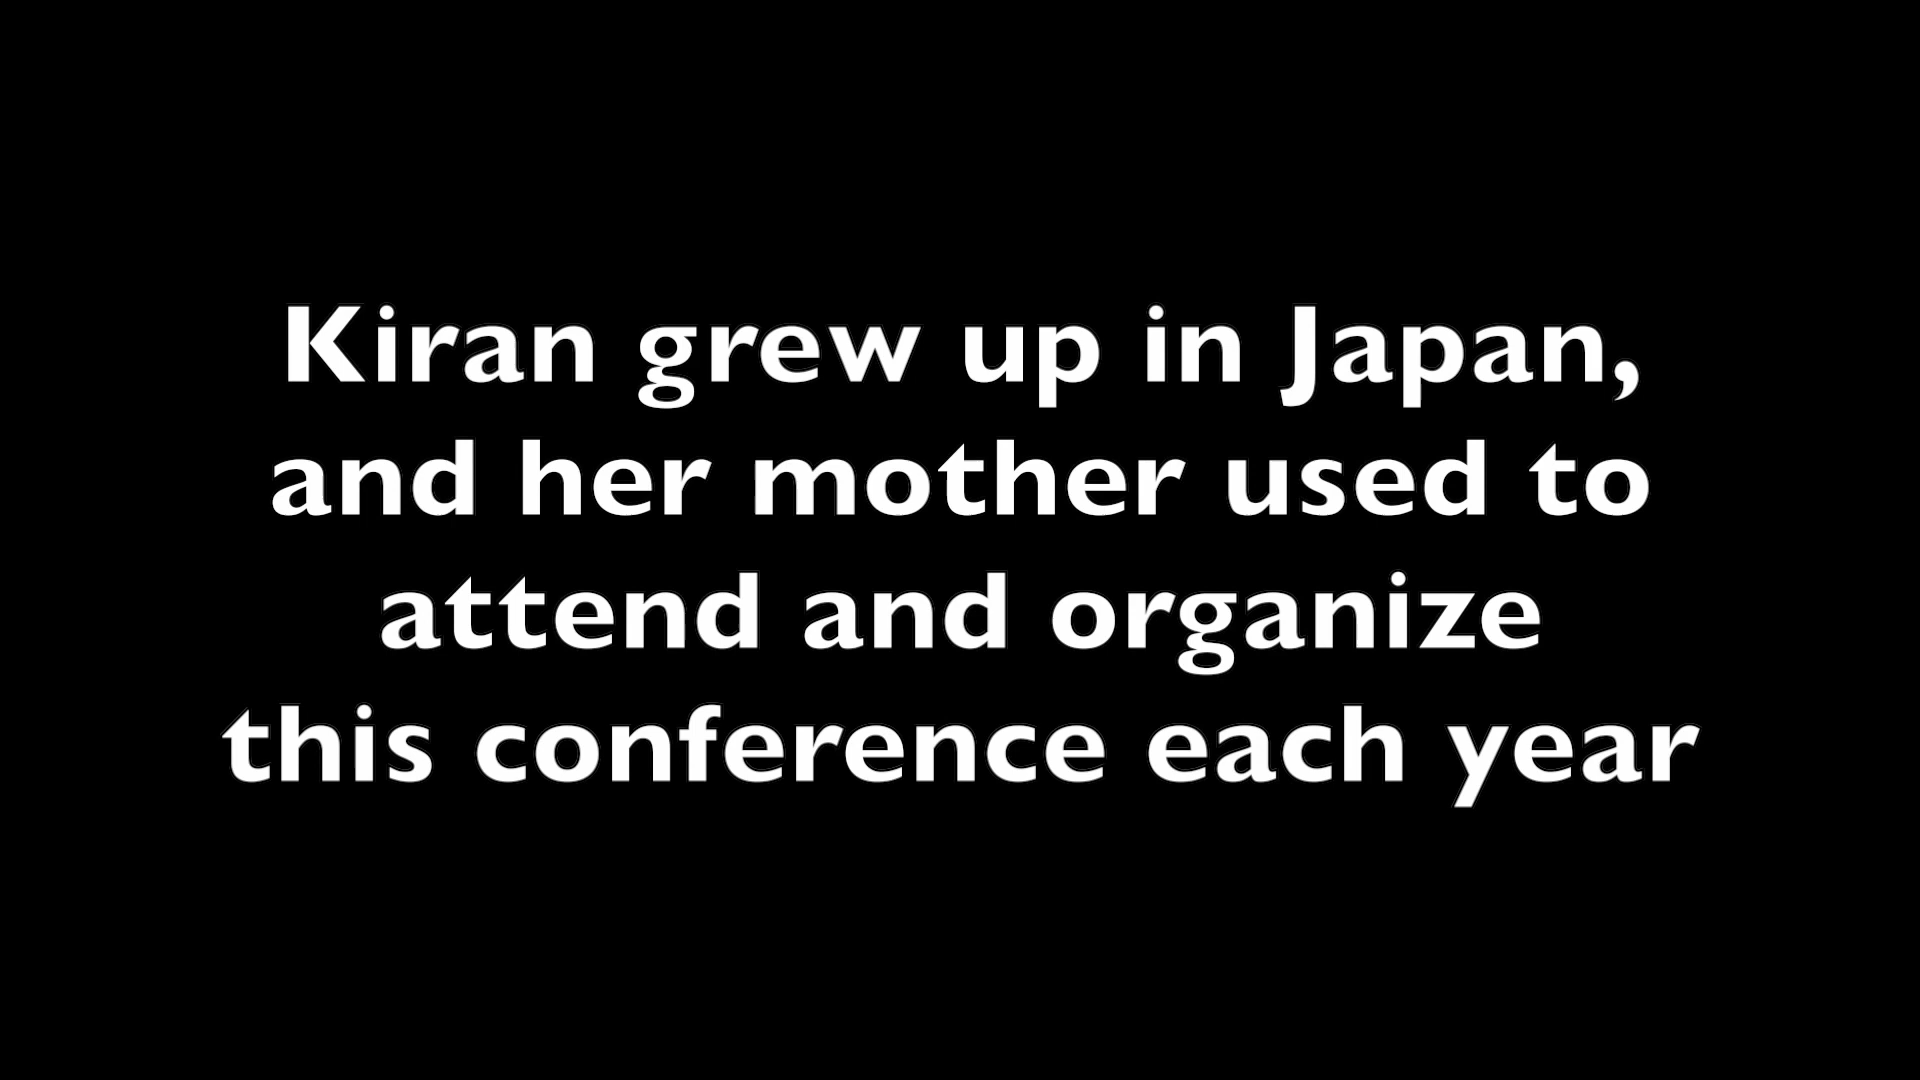 Kiran grew up in Japan,
and her mother used to
attend and organize
this conference each year